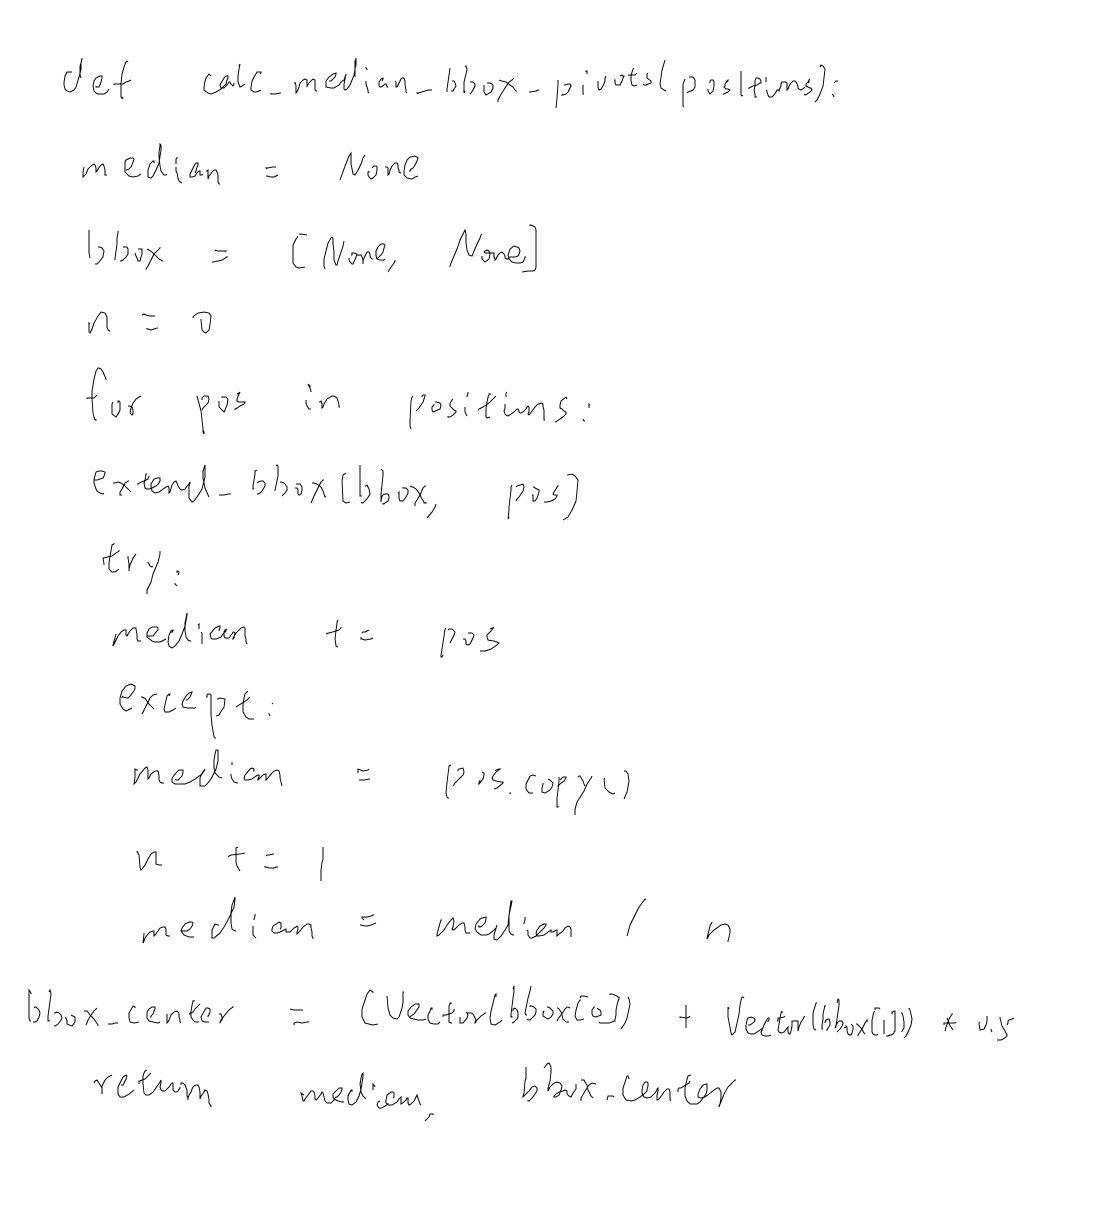 def calc_median_bbox_pivots(positions):
median = None
bbox = [None, None]
n = 0
for pos in positions:
extend_bbox(bbox, pos)
try:
median += pos
except:
median = pos.copy()
n += 1
median = median / n
bbox_center = (Vector(bbox[0]) + Vector(bbox[1])) * 0.5
return median, bbox_center